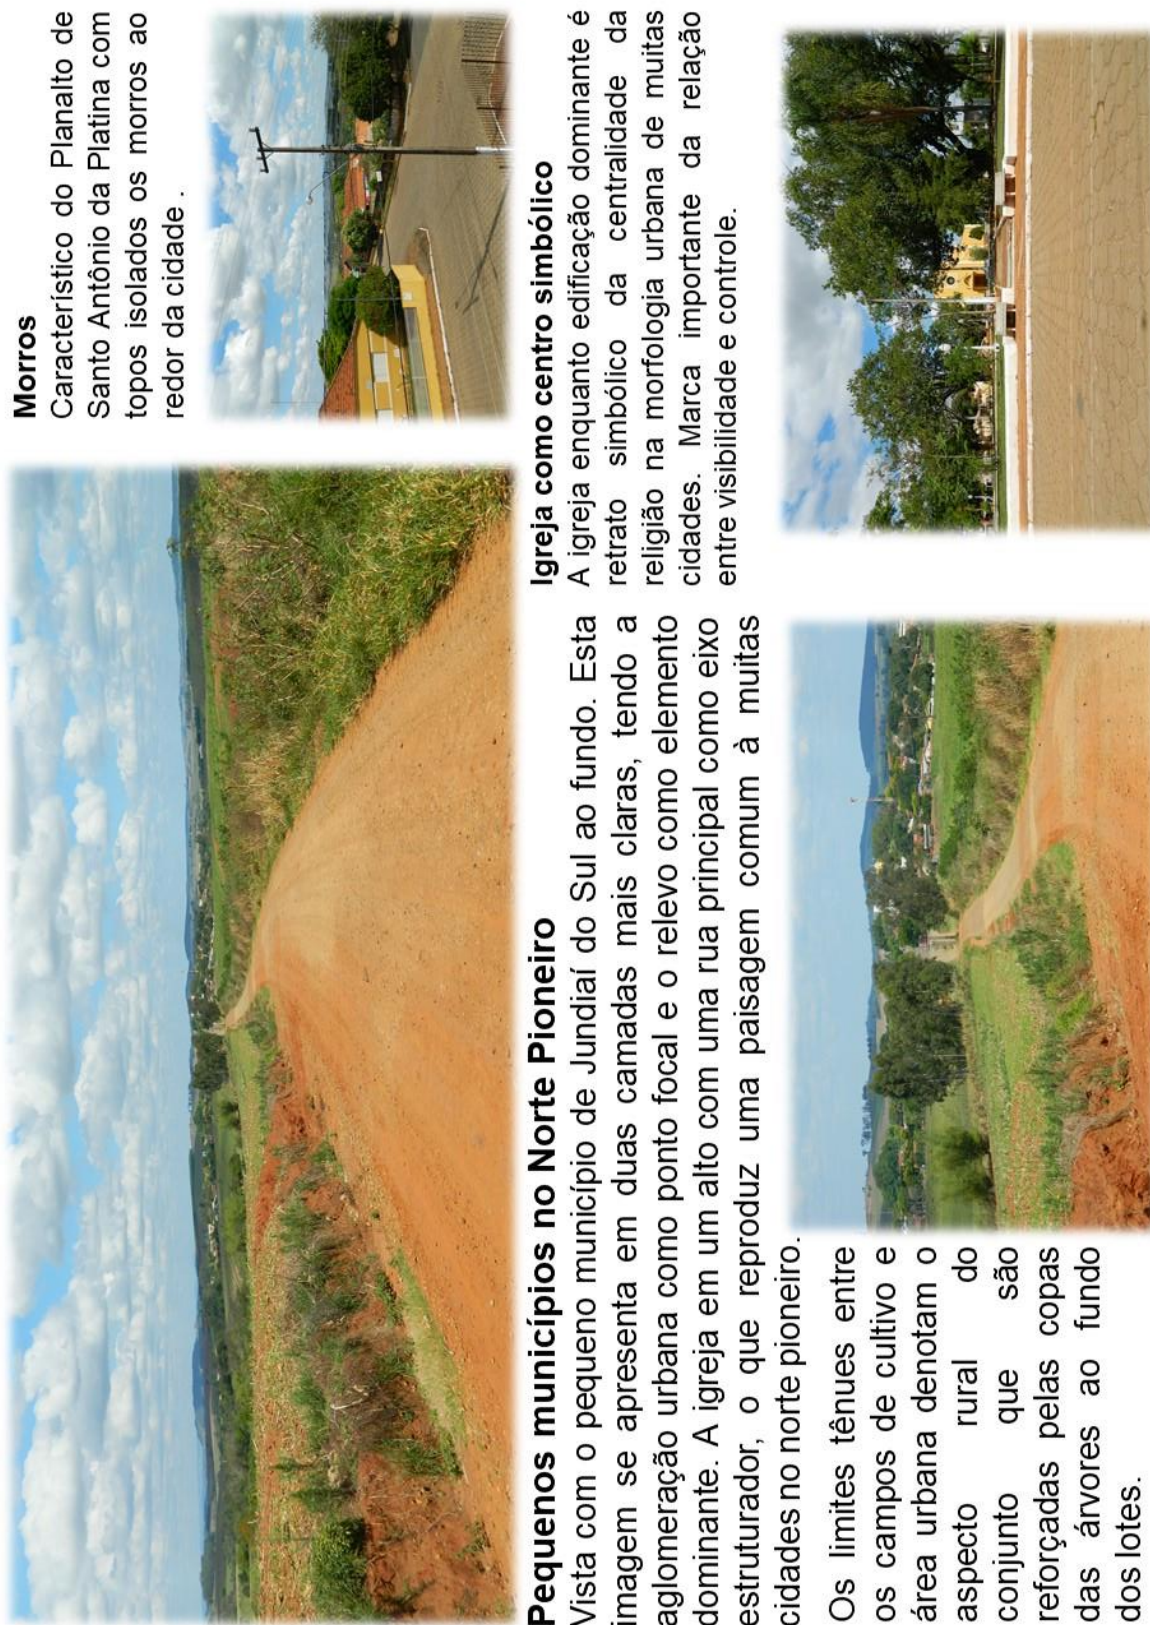 Morros
Característico do Planalto de
Santo Antônio da Platina com
topos isolados os morros ao
redor da cidade .
Pequenos municípios no Norte Pioneiro
Vista com o pequeno município de Jundiaí do Sul ao fundo. Esta
imagem se apresenta em duas camadas mais claras, tendo a
aglomeração urbana como ponto focal e o relevo como elemento
dominante. A igreja em um alto com uma rua principal como eixo
estruturador, o que reproduz uma paisagem comum à muitas
cidades no norte pioneiro.
Igreja como centro simbólico
A igreja enquanto edificação dominante é
retrato simbólico da centralidade da
religião na morfologia urbana de muitas
cidades. Marca importante da relação
entre visibilidade e controle.
Os limites tênues entre
os campos de cultivo e
área urbana denotam o
aspecto rural do
conjunto que são
reforçadas pelas copas
das árvores ao fundo
dos lotes.